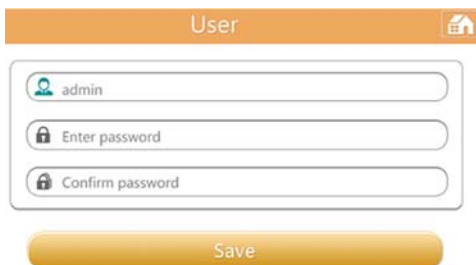 User
admin
Enter password
Confirm password
Save